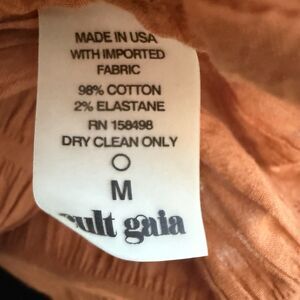 MADE IN USA
WITH IMPORTED
FABRIC
98% COTTON
2% ELASTANE
RN 158498
DRY CLEAN ONLY
M
cult gaia